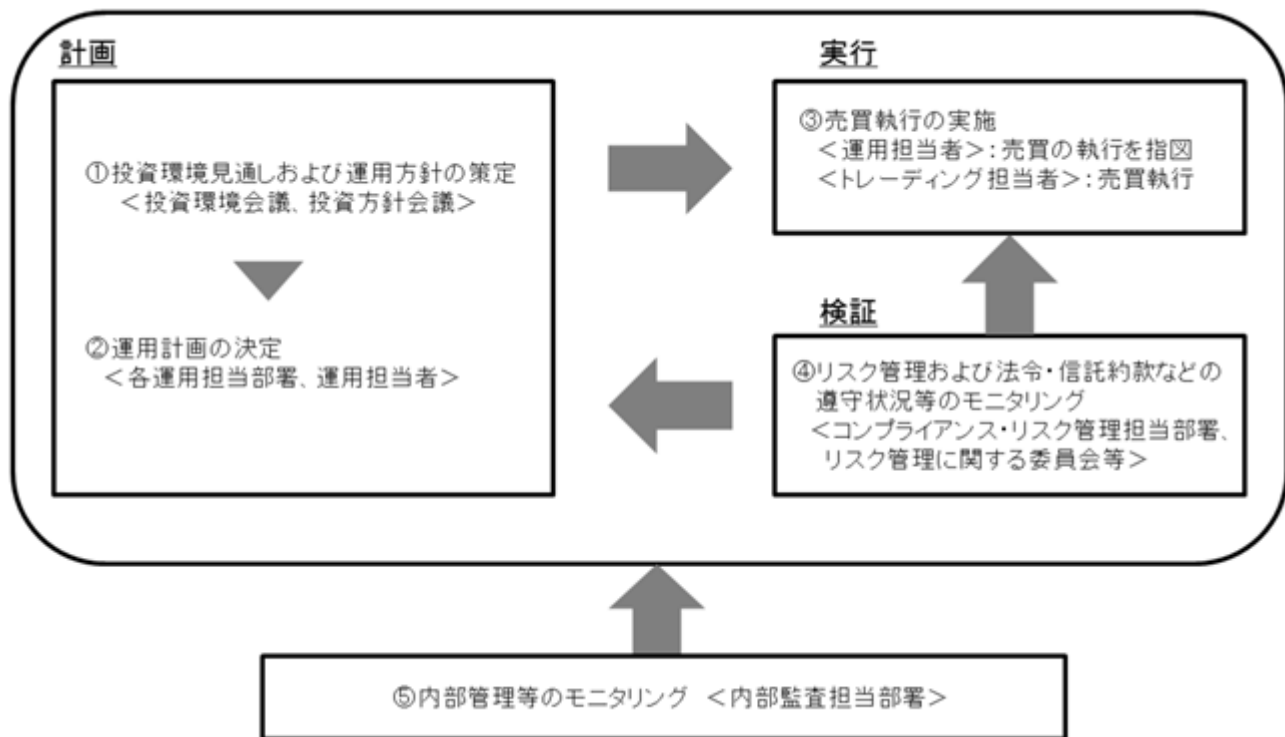 計画
①投資環境見通しおよび運用方針の策定
＜投資環境会議、投資方針会議＞
②運用計画の決定
＜各運用担当部署、運用担当者＞
実行
③売買執行の実施
＜運用担当者＞：売買の執行を指図
＜トレーディング担当者＞：売買執行
検証
④リスク管理および法令・信託約款などの
遵守状況等のモニタリング
＜コンプライアンス・リスク管理担当部署、
リスク管理に関する委員会等＞
⑤内部管理等のモニタリング ＜内部監査担当部署＞